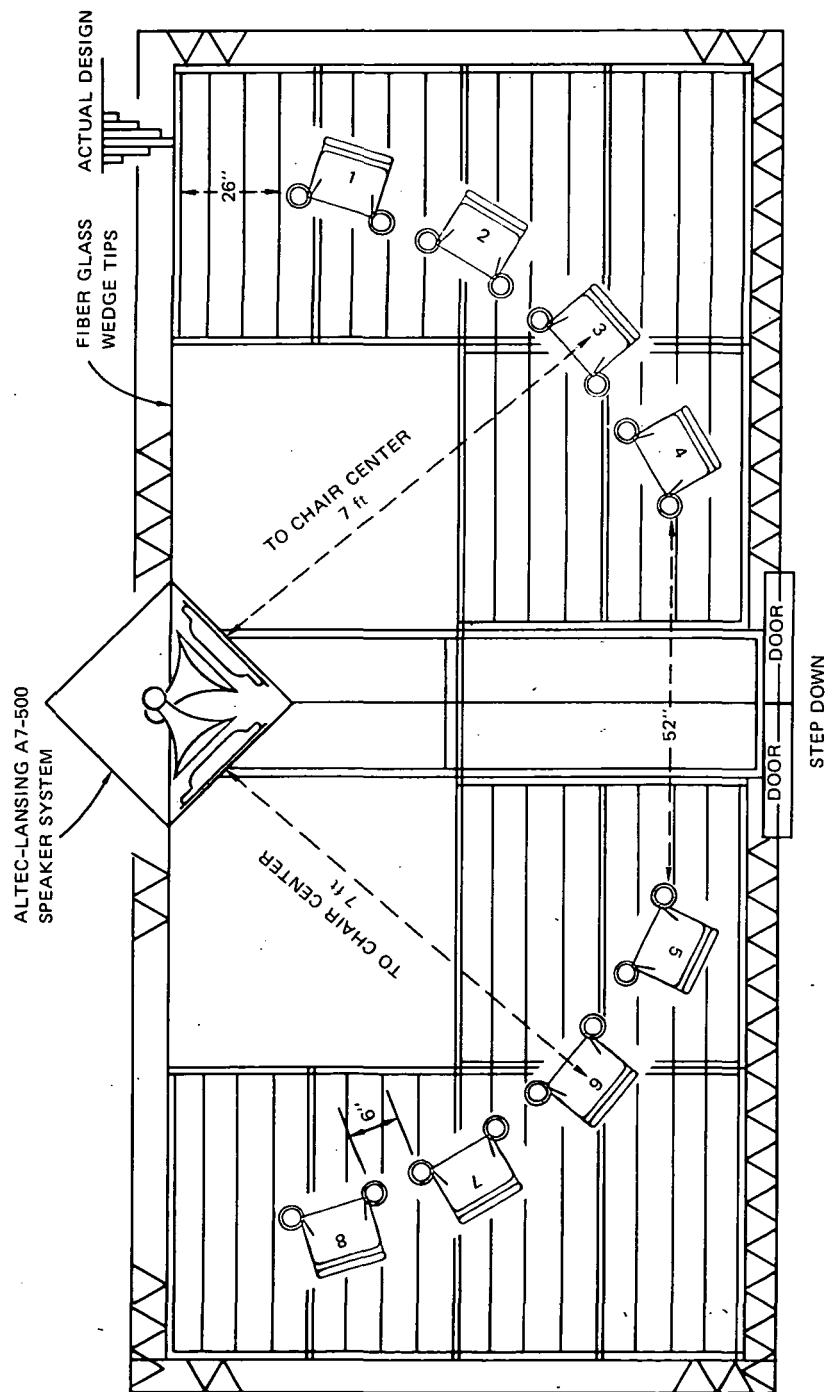 ALTEC-LANSING A7-500
SPEAKER SYSTEM
FIBER GLASS
WEDGE TIPS
ACTUAL DESIGN
26"
TO CHAIR CENTER
7 ft
TO CHAIR CENTER
7 ft
6"
8
7
6
5
4
3
2
1
52"
DOOR
DOOR
STEP DOWN